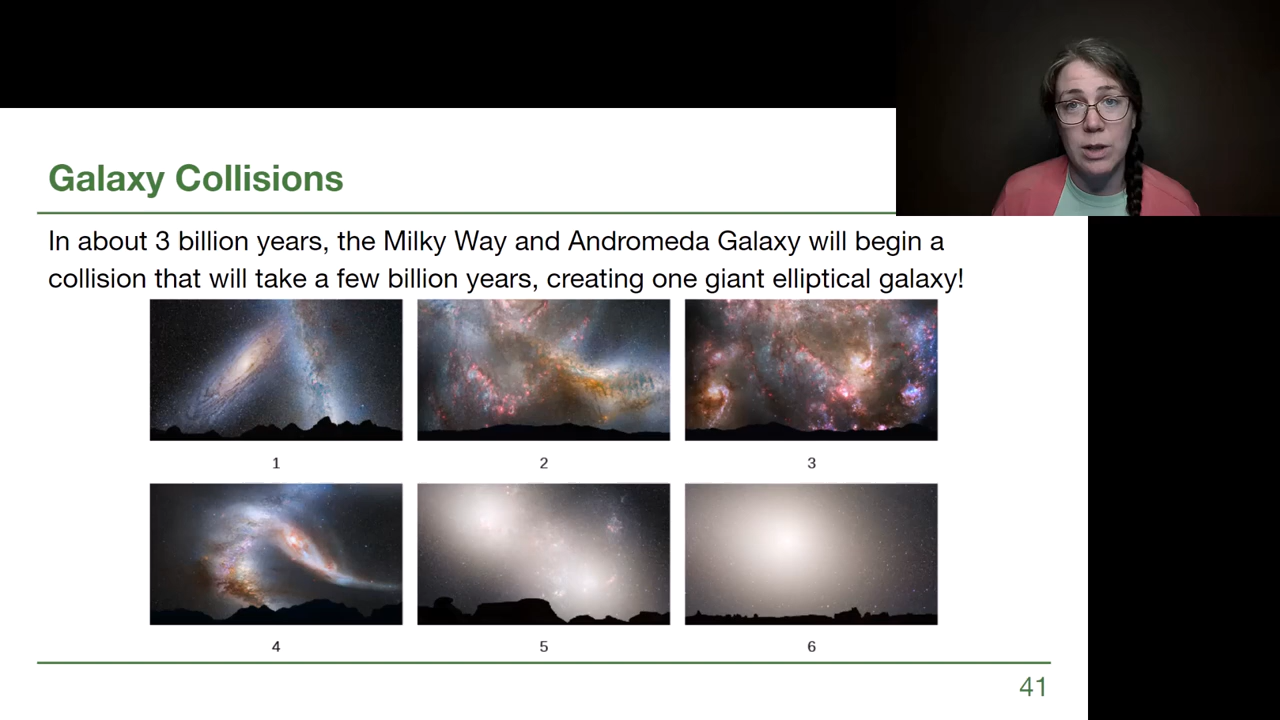 Galaxy Collisions
In about 3 billion years, the Milky Way and Andromeda Galaxy will begin a
collision that will take a few billion years, creating one giant elliptical galaxy!
1
2
3
4
5
6
41